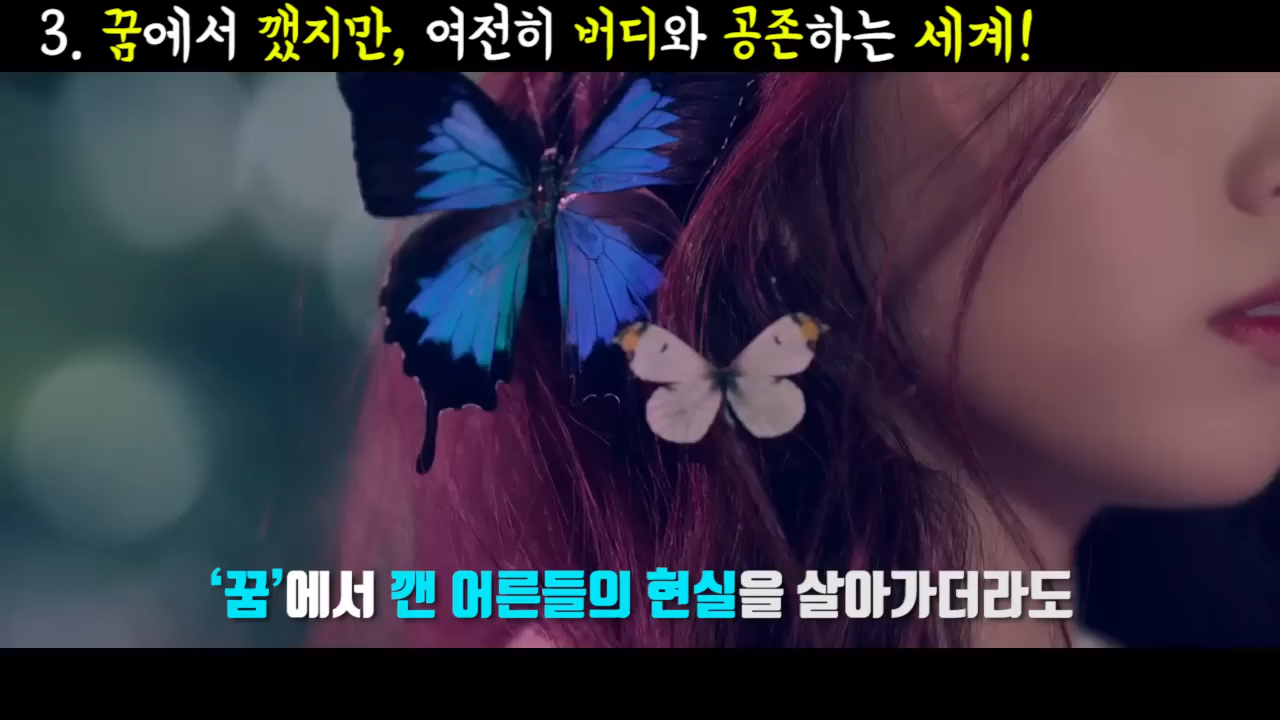 3. 꿈에서 깼지만, 여전히 버디와 공존하는 세계!
‘꿈’에서 깬 어른들의 현실을 살아가더라도